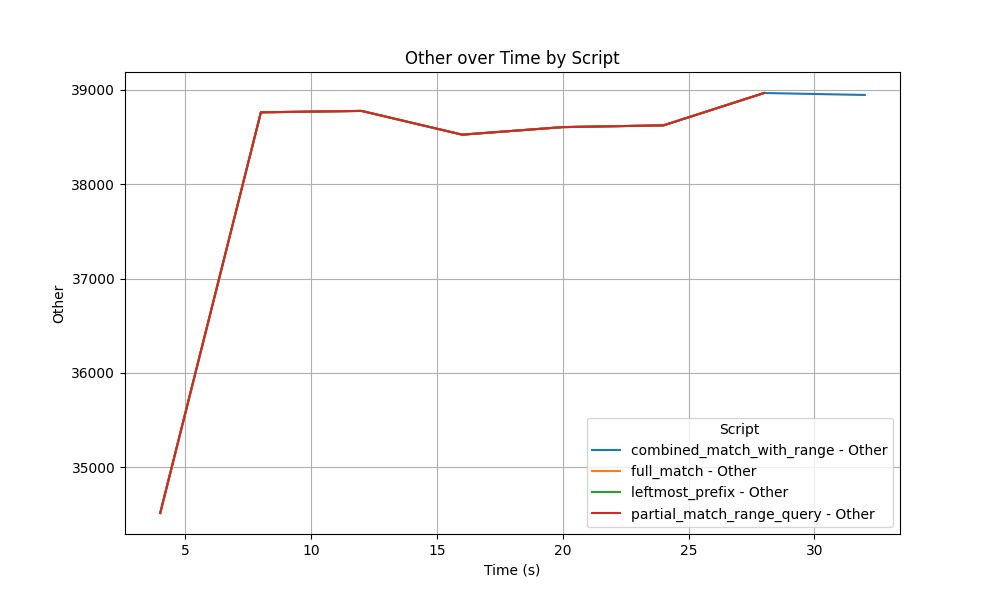 Other over Time by Script
39000
38000
37000
36000
35000
Other
5
10
15
20
25
30
Time (s)
Script
combined_match_with_range - Other
full_match - Other
leftmost_prefix - Other
partial_match_range_query - Other